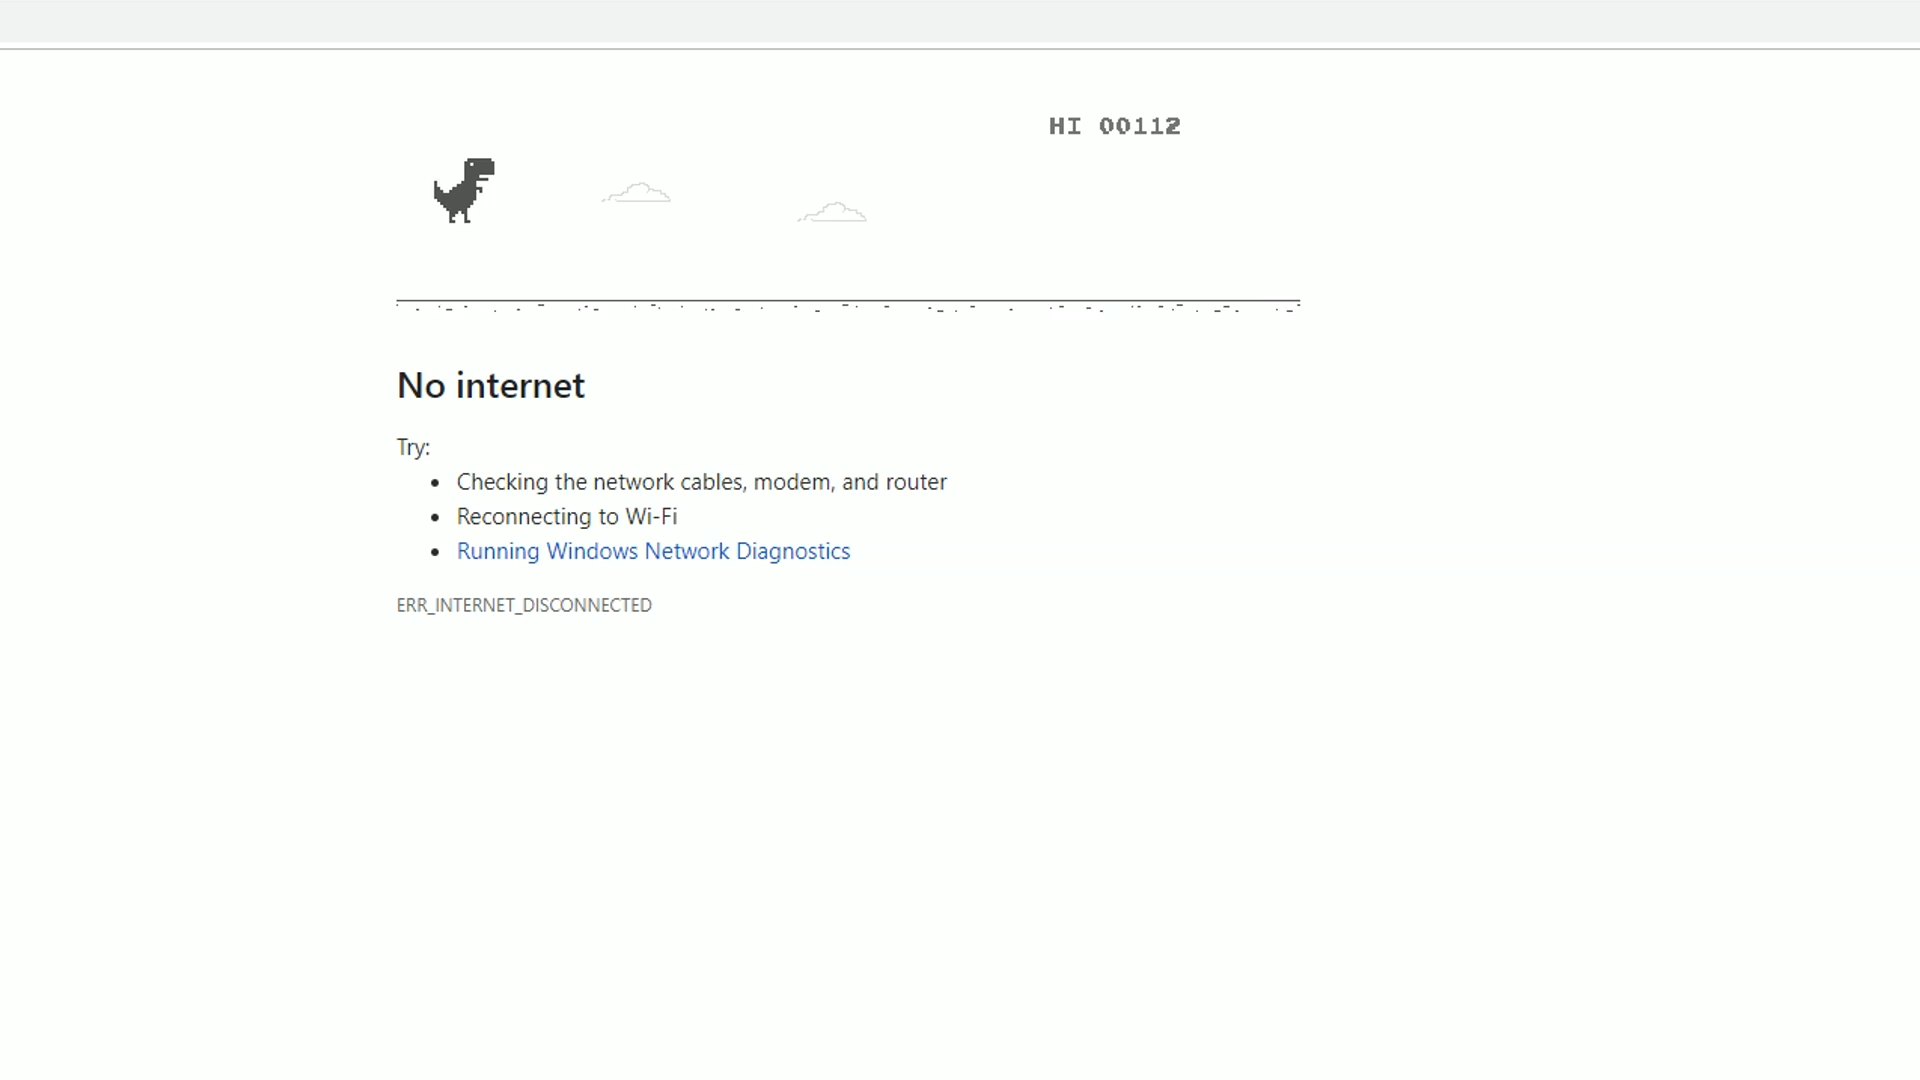 HI 00112
No internet
Try:
Checking the network cables, modem, and router
Reconnecting to Wi-Fi
Running Windows Network Diagnostics
ERR_INTERNET_DISCONNECTED